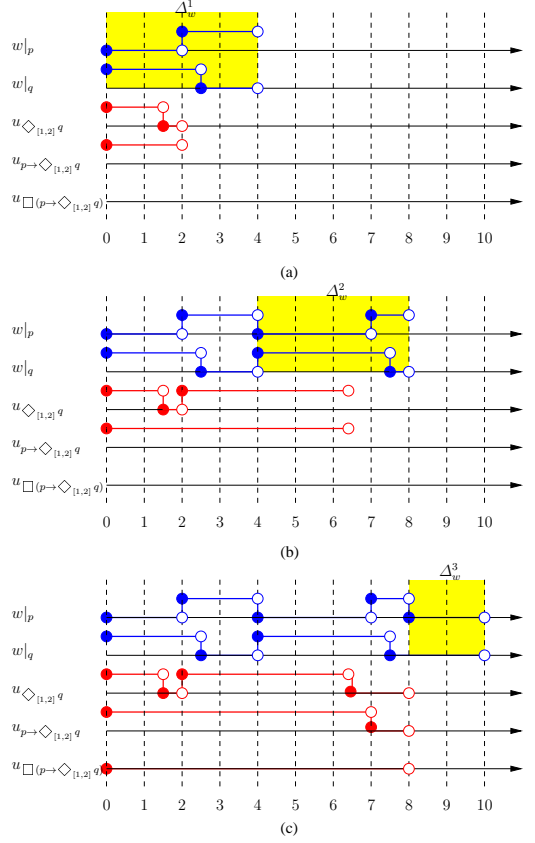 Δ_w^1
w|_p
w|_q
u_{◇_{[1,2]} q}
u_{p→◇_{[1,2]} q}
u_{□(p→◇_{[1,2]} q)}
0 1 2 3 4 5 6 7 8 9 10
(a)
Δ_w^2
w|_p
w|_q
u_{◇_{[1,2]} q}
u_{p→◇_{[1,2]} q}
u_{□(p→◇_{[1,2]} q)}
0 1 2 3 4 5 6 7 8 9 10
(b)
Δ_w^3
w|_p
w|_q
u_{◇_{[1,2]} q}
u_{p→◇_{[1,2]} q}
u_{□(p→◇_{[1,2]} q)}
0 1 2 3 4 5 6 7 8 9 10
(c)